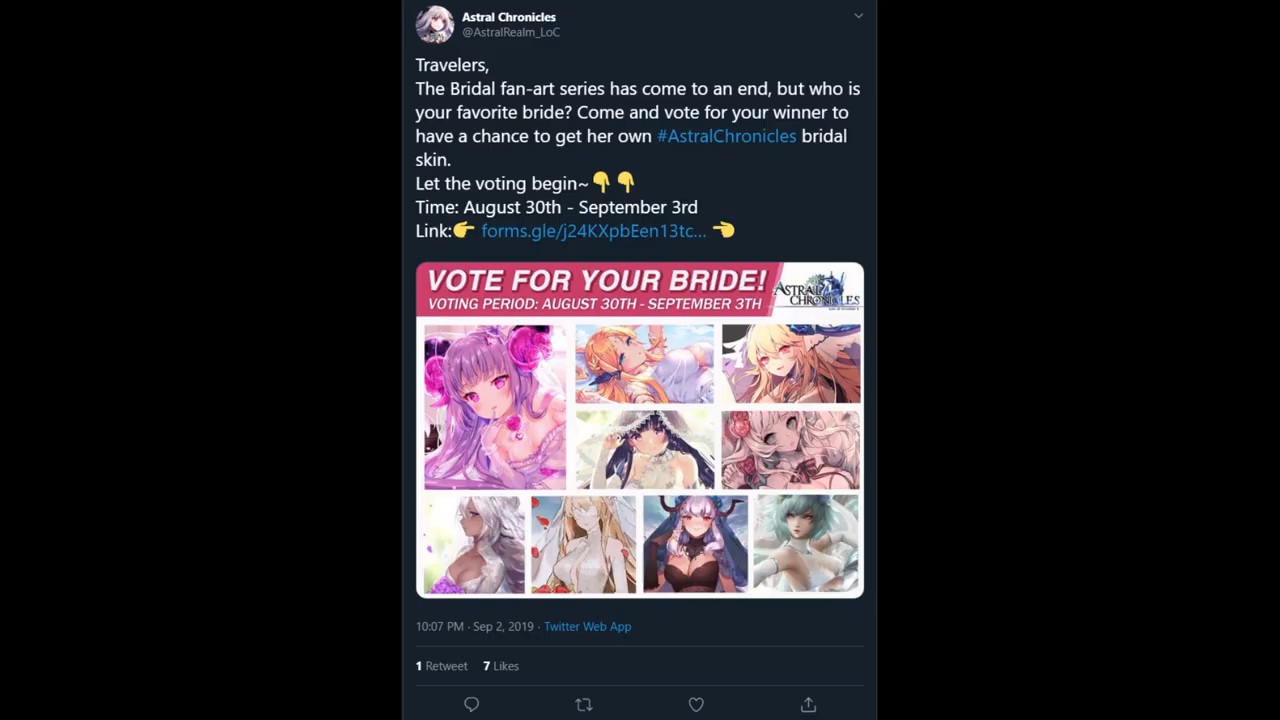 Astral Chronicles
@AstralRealm_LoC
Travelers,
The Bridal fan-art series has come to an end, but who is
your favorite bride? Come and vote for your winner to
have a chance to get her own #AstralChronicles bridal
skin.
Let the voting begin~👇👇
Time: August 30th - September 3rd
Link:👉 forms.gle/j24KXpbEen13tc... 👈
VOTE FOR YOUR BRIDE!
VOTING PERIOD: AUGUST 30TH - SEPTEMBER 3TH
ASTRAL
CHRONICLES
10:07 PM · Sep 2, 2019 · Twitter Web App
1 Retweet 7 Likes